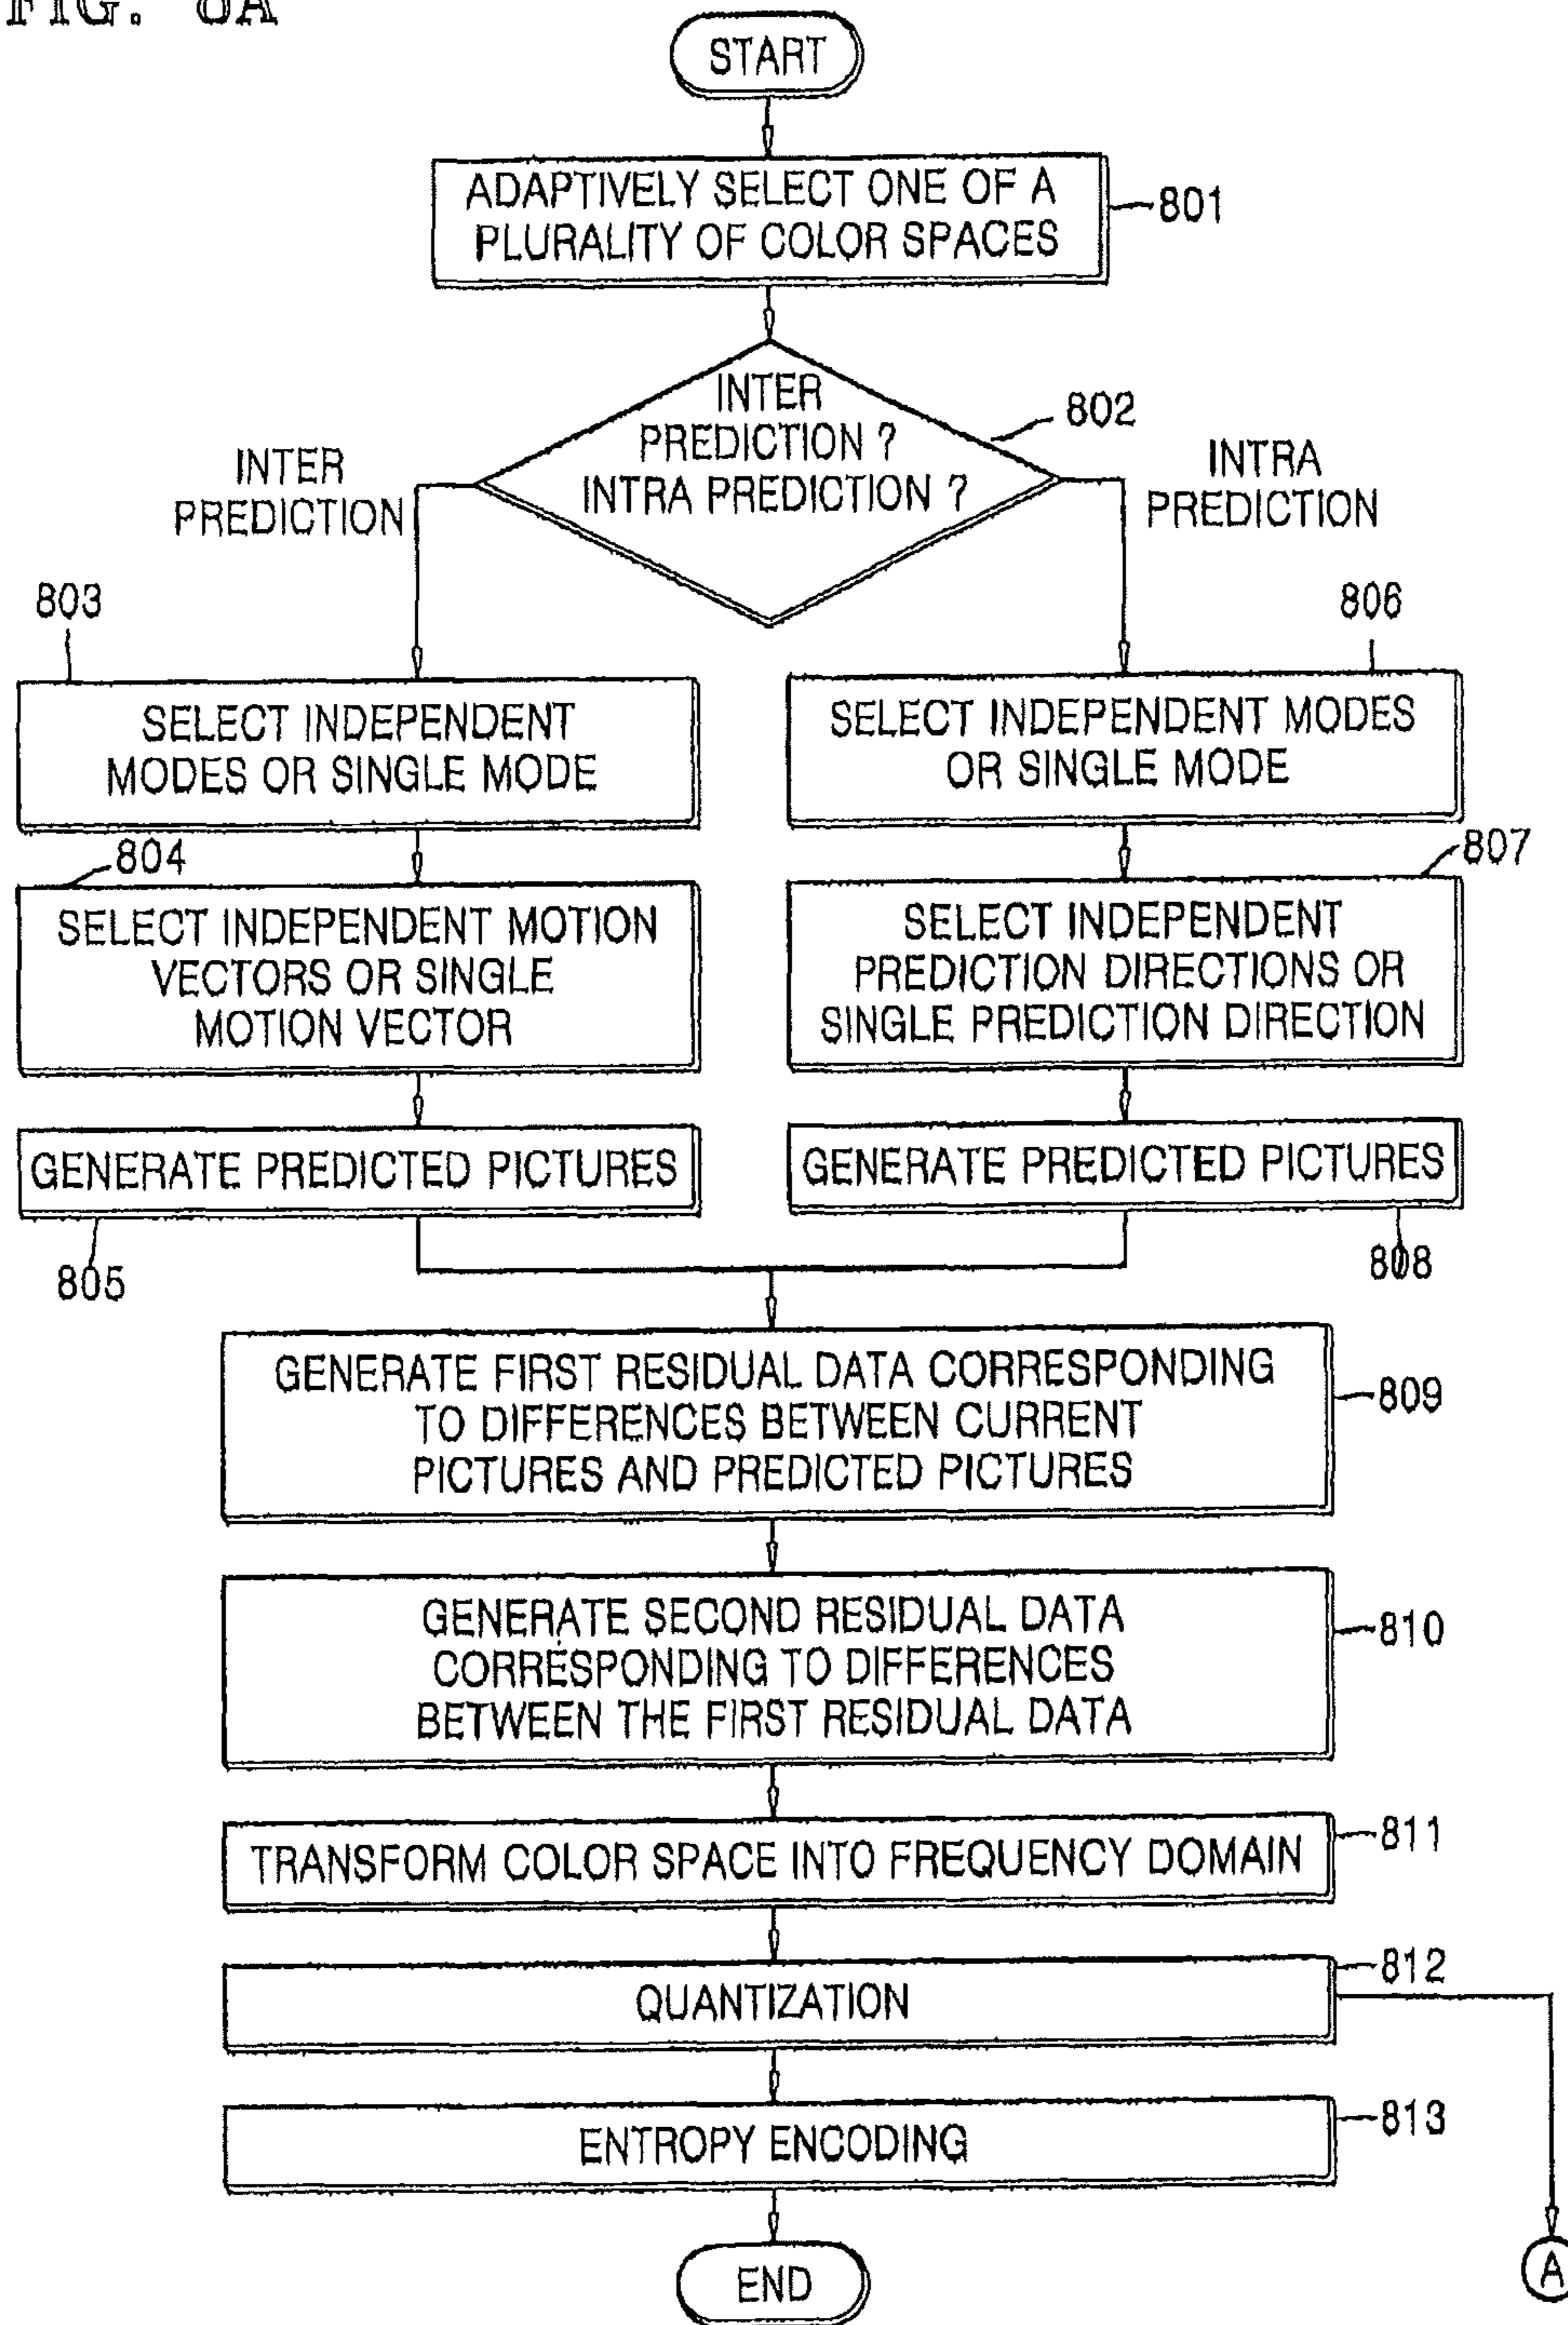 FIG. 8A
START
ADAPTIVELY SELECT ONE OF A
PLURALITY OF COLOR SPACES
801
INTER
PREDICTION ?
INTRA PREDICTION ?
802
INTER
PREDICTION
INTRA
PREDICTION
803
SELECT INDEPENDENT
MODES OR SINGLE MODE
806
SELECT INDEPENDENT MODES
OR SINGLE MODE
804
SELECT INDEPENDENT MOTION
VECTORS OR SINGLE
MOTION VECTOR
807
SELECT INDEPENDENT
PREDICTION DIRECTIONS OR
SINGLE PREDICTION DIRECTION
GENERATE PREDICTED PICTURES
805
GENERATE PREDICTED PICTURES
808
GENERATE FIRST RESIDUAL DATA CORRESPONDING
TO DIFFERENCES BETWEEN CURRENT
PICTURES AND PREDICTED PICTURES
809
GENERATE SECOND RESIDUAL DATA
CORRESPONDING TO DIFFERENCES
BETWEEN THE FIRST RESIDUAL DATA
810
TRANSFORM COLOR SPACE INTO FREQUENCY DOMAIN
811
QUANTIZATION
812
ENTROPY ENCODING
813
END
A